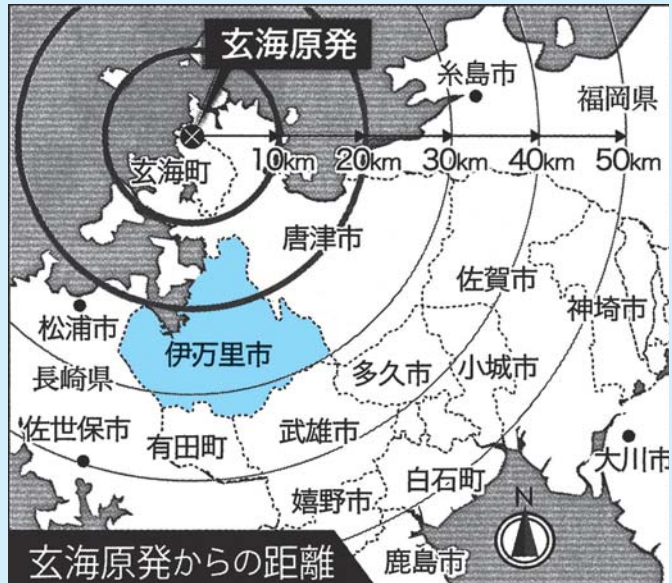 玄海原発
糸島市
福岡県
10km
20km
30km
40km
50km
玄海町
唐津市
佐賀市
神埼市
松浦市
伊万里市
多久市
小城市
長崎県
佐世保市
有田町
武雄市
大川市
白石町
嬉野市
N
鹿島市
玄海原発からの距離